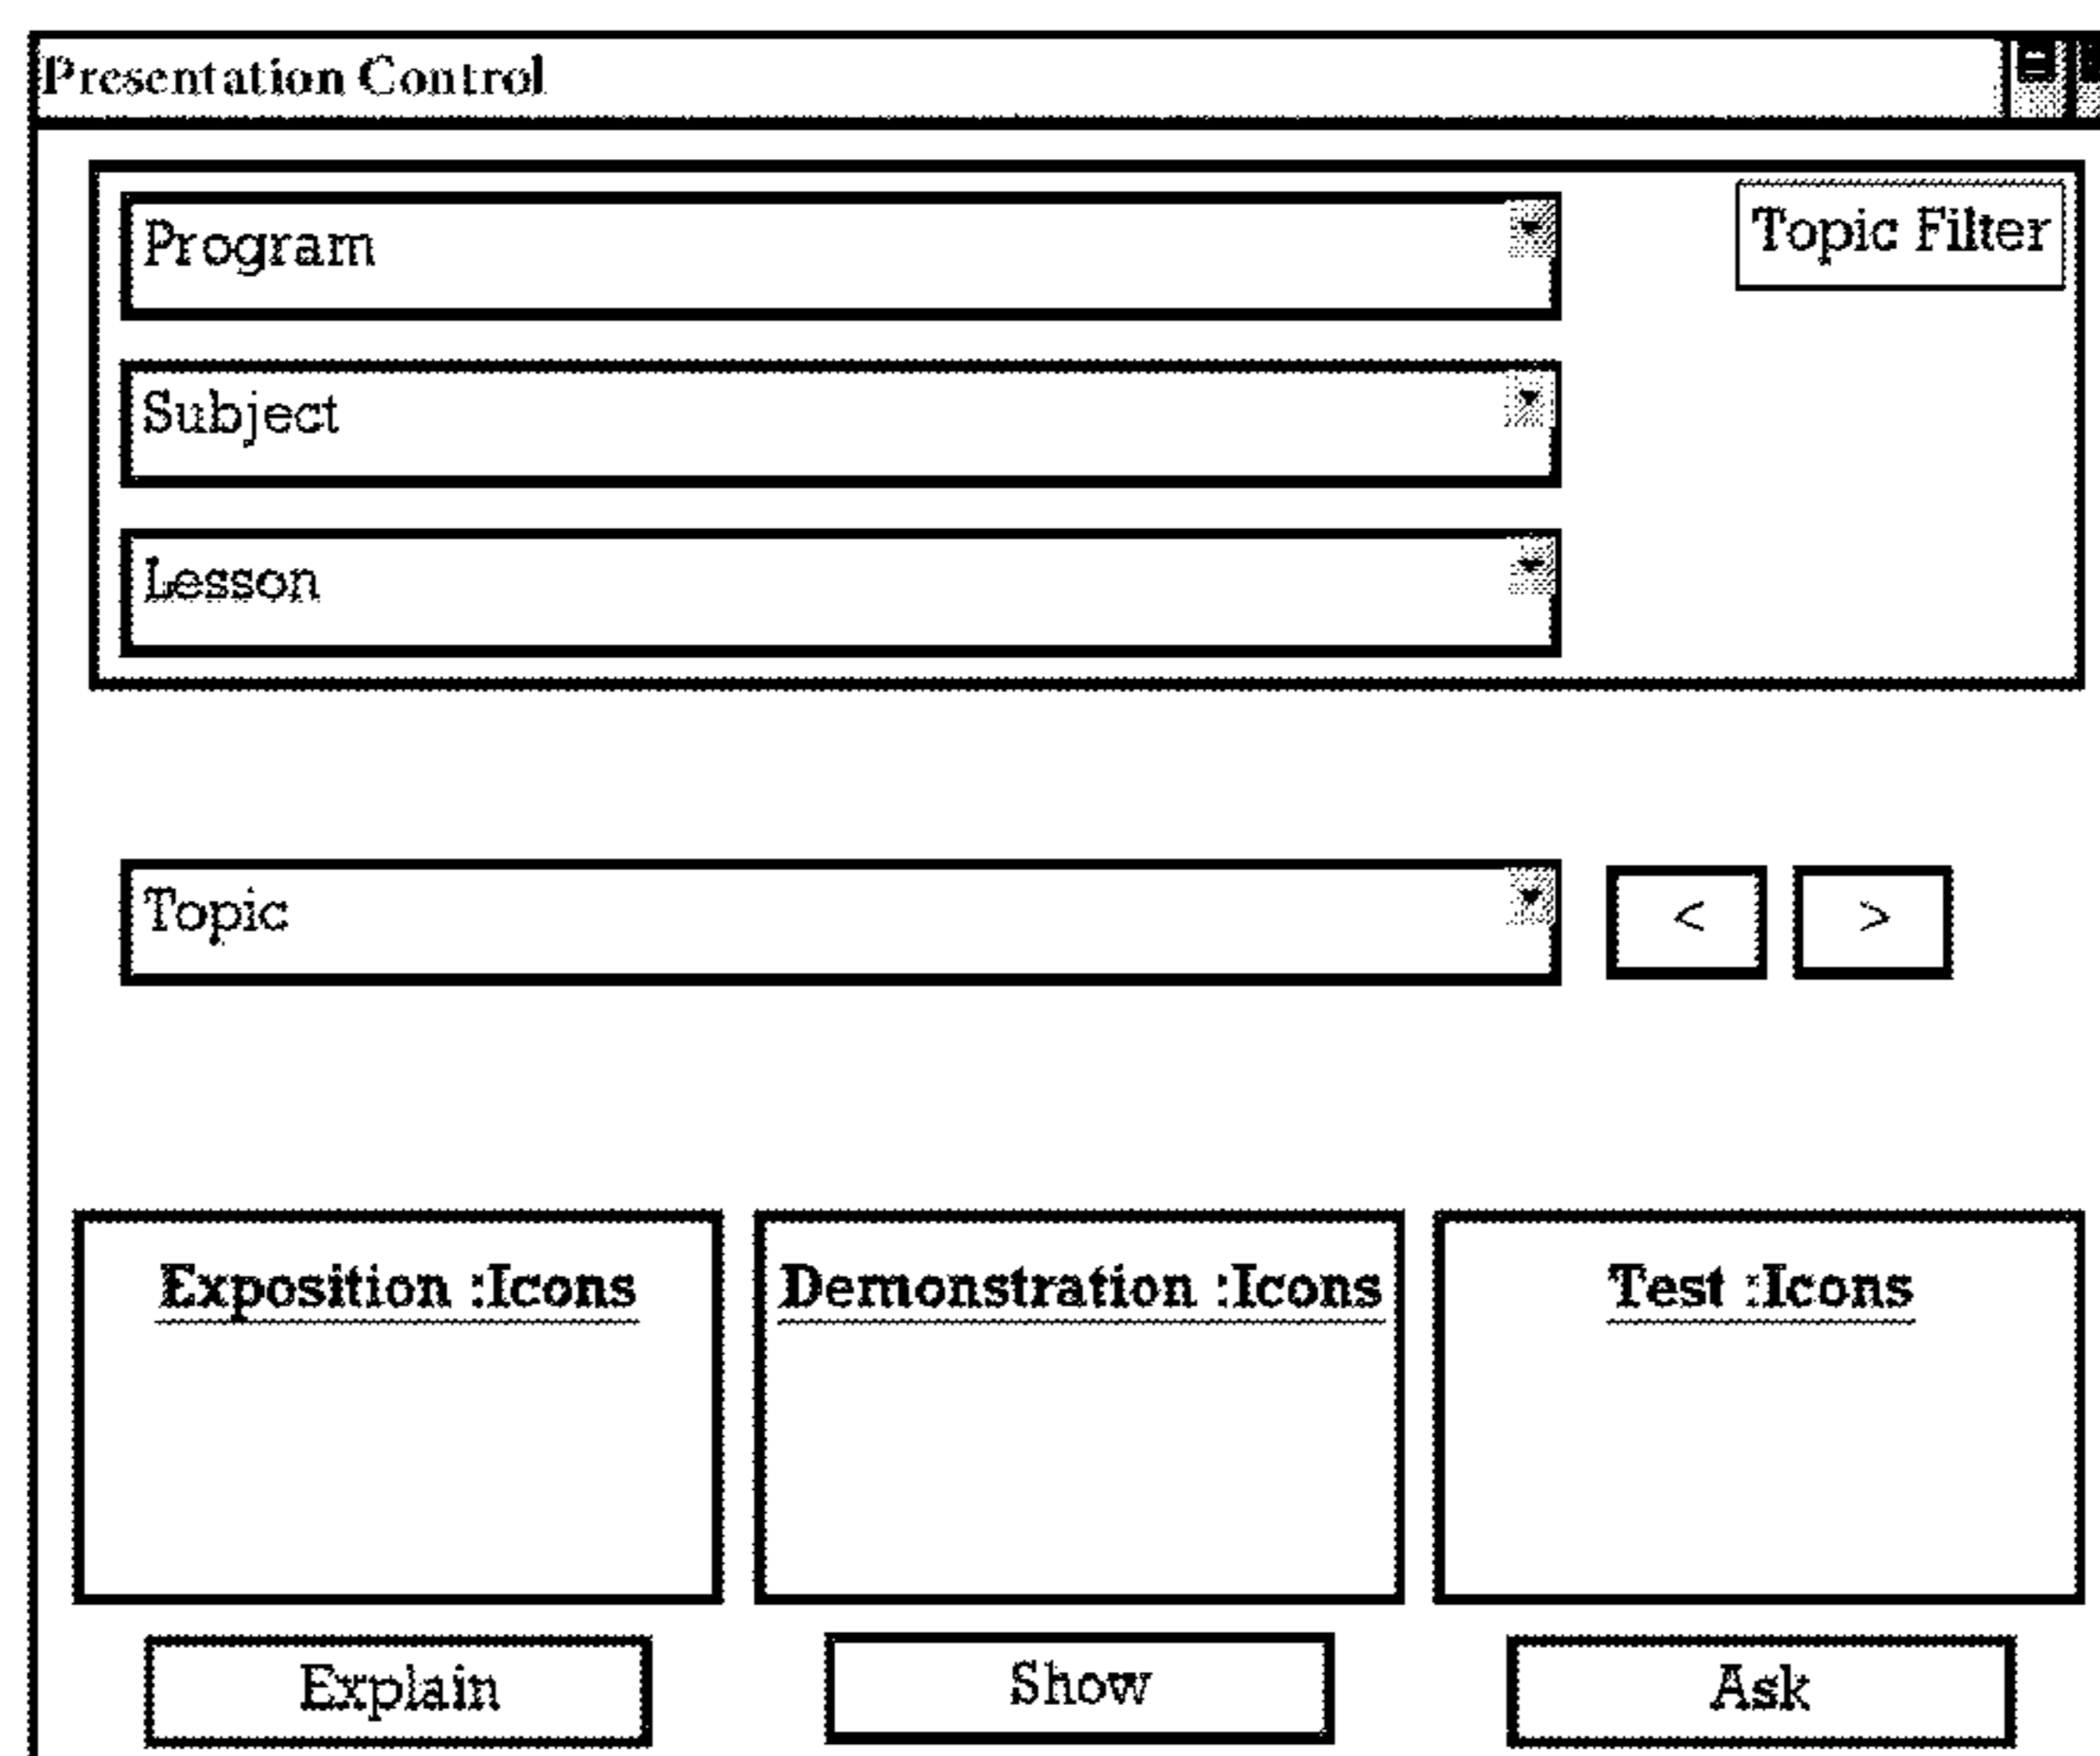 Presentation Control
Program
Topic Filter
Subject
Lesson
Topic
< >
Exposition :Icons
Demonstration :Icons
Test :Icons
Explain
Show
Ask